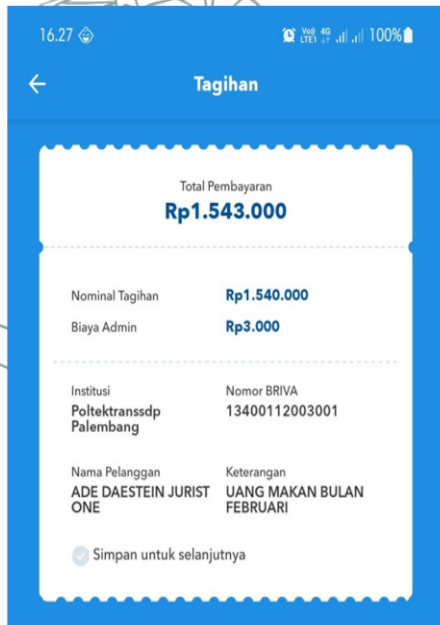 16.27
Vo)) 4G
LTE1
100%
Tagihan
Total Pembayaran
Rp1.543.000
Nominal Tagihan Rp1.540.000
Biaya Admin Rp3.000
Institusi Nomor BRIVA
Poltektranssdp 13400112003001
Palembang
Nama Pelanggan Keterangan
ADE DAESTEIN JURIST UANG MAKAN BULAN
ONE FEBRUARI
Simpan untuk selanjutnya